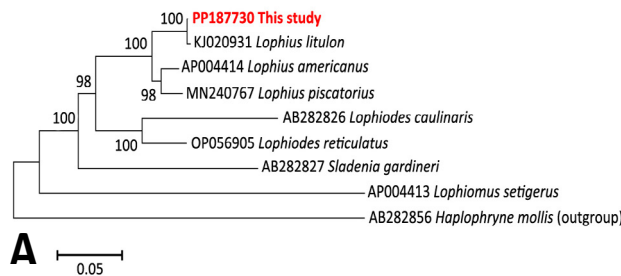 100 PP187730 This study
100 KJ020931 Lophius litulon
AP004414 Lophius americanus
98
98 MN240767 Lophius piscatorius
100 AB282826 Lophiodes caulinaris
100 OP056905 Lophiodes reticulatus
AB282827 Sladenia gardineri
AP004413 Lophiomus setigerus
AB282856 Haplophryne mollis (outgroup)
A
0.05